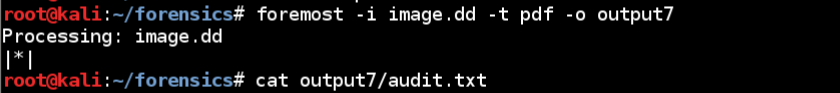 root@kali:~/forensics# foremost -i image.dd -t pdf -o output7
Processing: image.dd
|*|
root@kali:~/forensics# cat output7/audit.txt